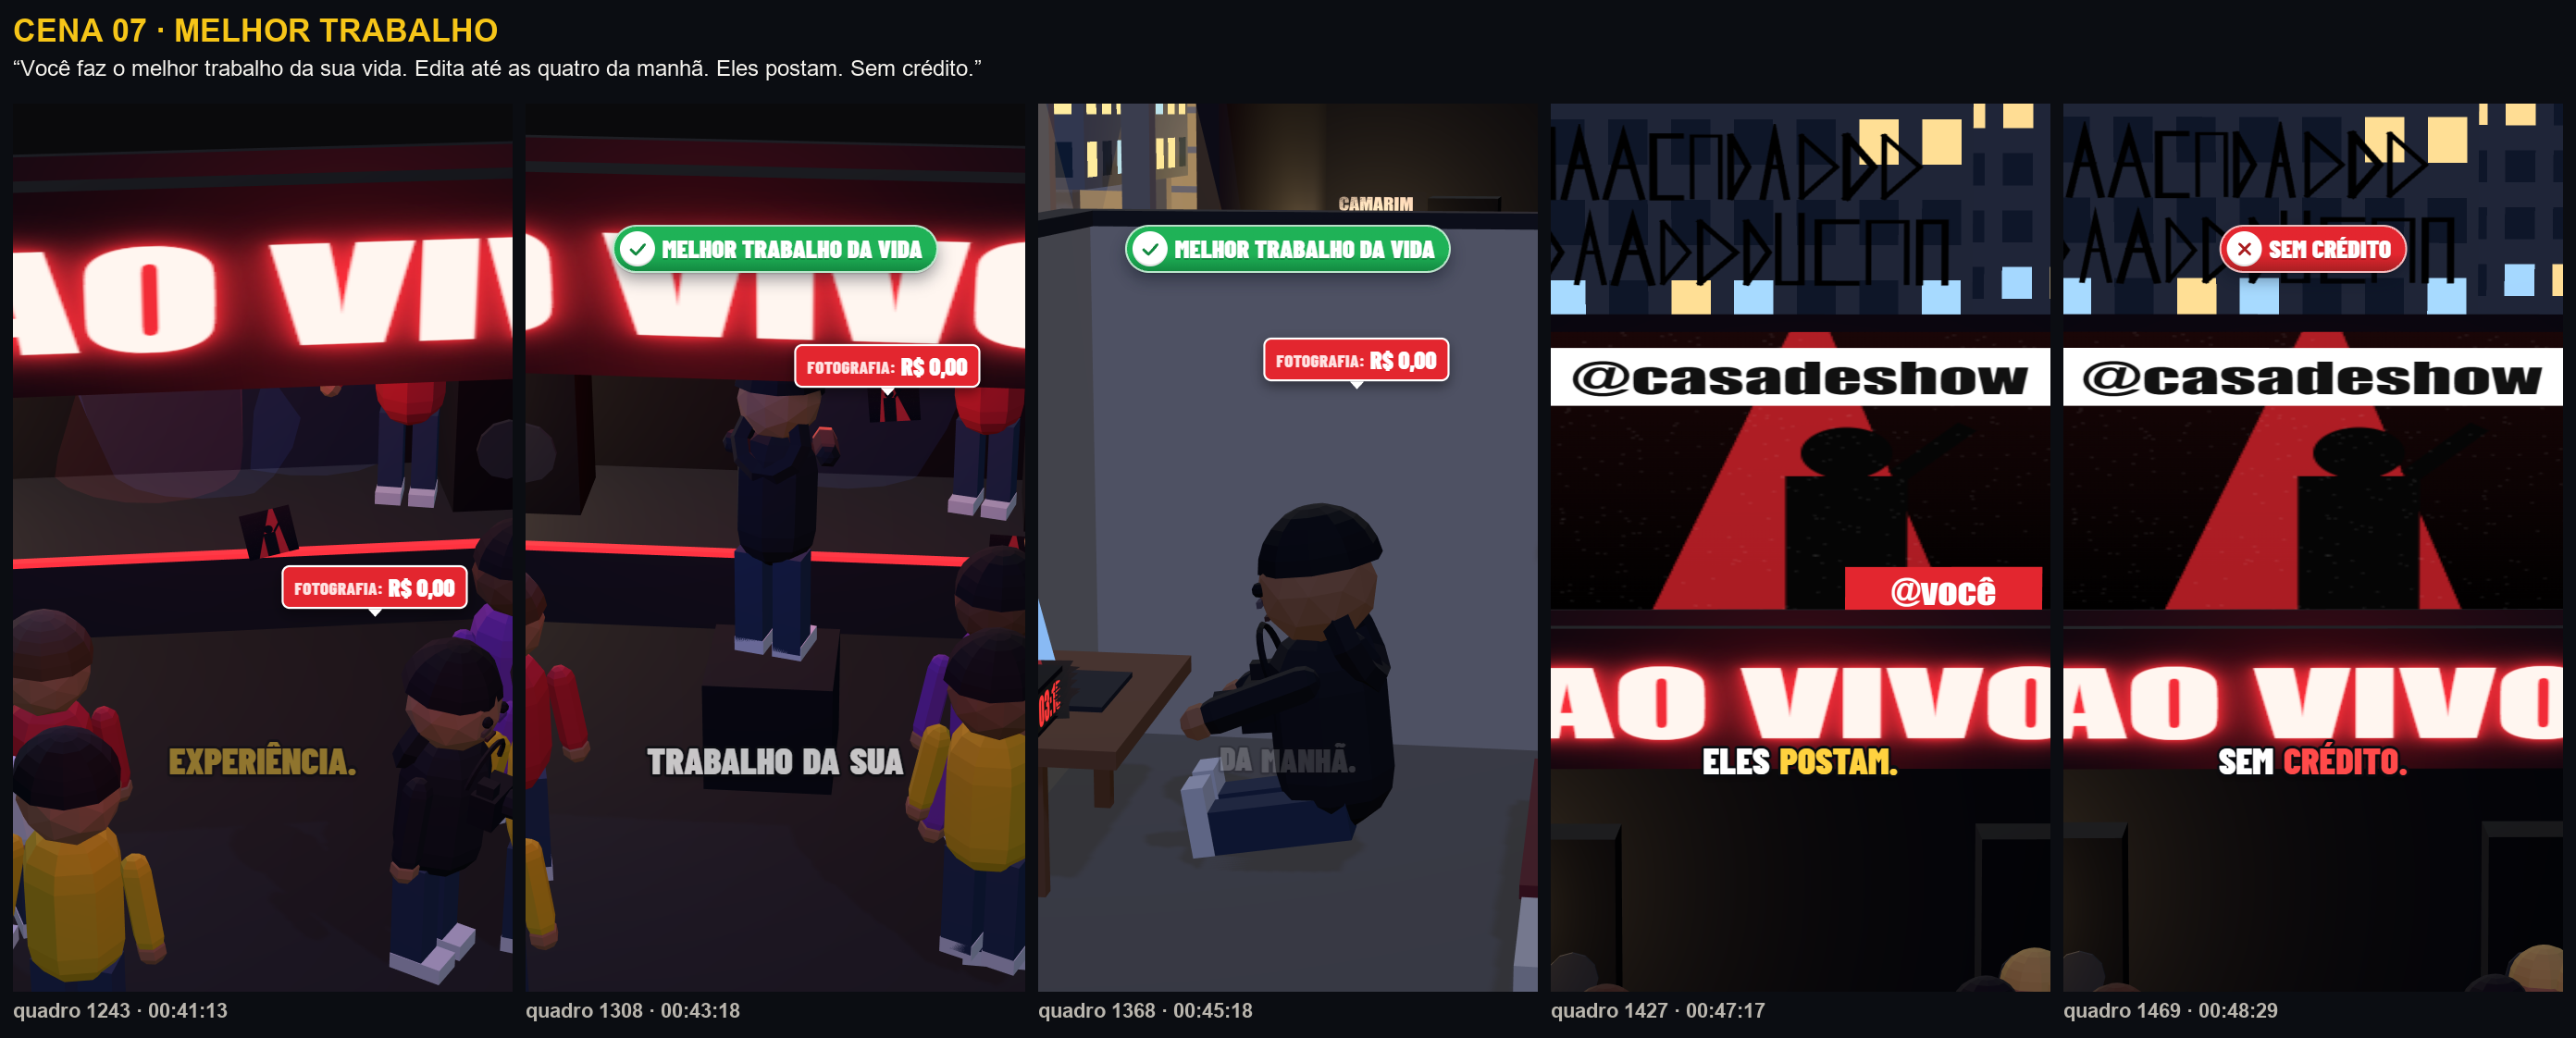 CENA 07 · MELHOR TRABALHO
“Você faz o melhor trabalho da sua vida. Edita até as quatro da manhã. Eles postam. Sem crédito.”
AO VIV
FOTOGRAFIA: R$ 0,00
EXPERIÊNCIA.
quadro 1243 · 00:41:13
MELHOR TRABALHO DA VIDA
O VIVO
FOTOGRAFIA: R$ 0,00
TRABALHO DA SUA
quadro 1308 · 00:43:18
CAMARIM
MELHOR TRABALHO DA VIDA
FOTOGRAFIA: R$ 0,00
DA MANHÃ.
quadro 1368 · 00:45:18
@casadeshow
@você
AO VIVO
ELES POSTAM.
quadro 1427 · 00:47:17
SEM CRÉDITO
@casadeshow
AO VIVO
SEM CRÉDITO.
quadro 1469 · 00:48:29